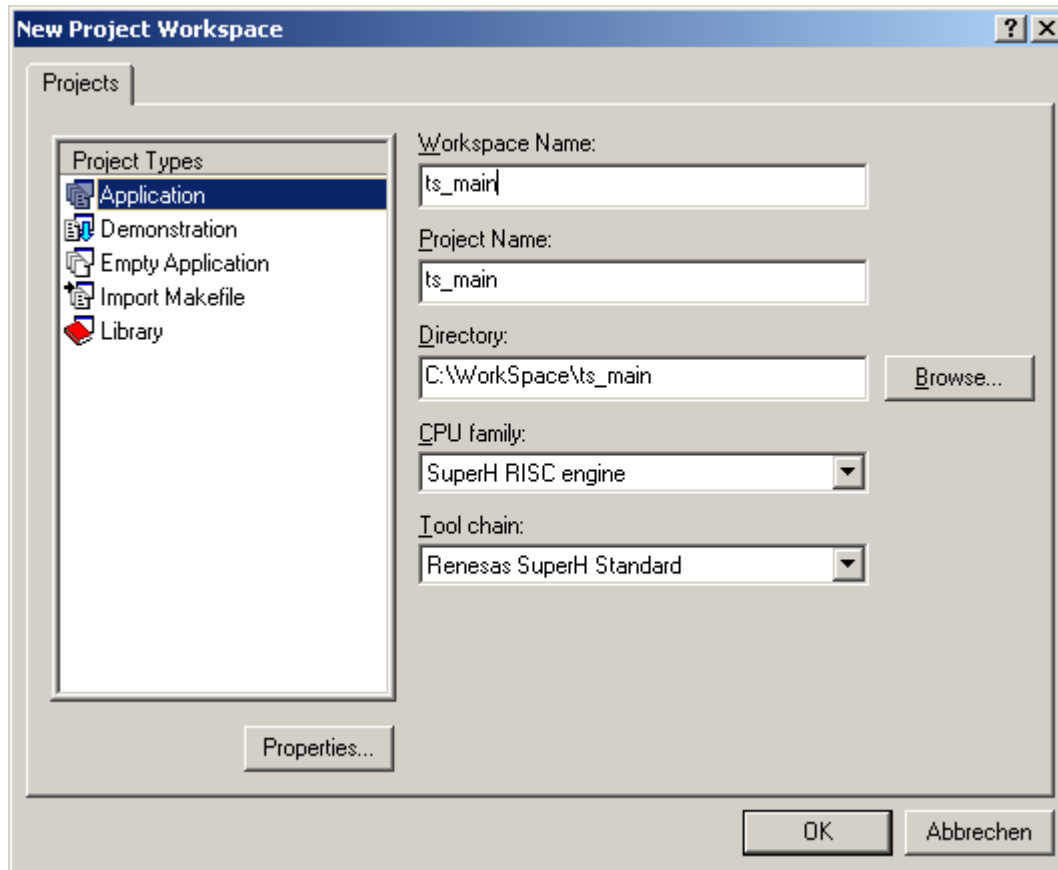 New Project Workspace
Projects
Project Types
Application
Demonstration
Empty Application
Import Makefile
Library
Properties...
Workspace Name:
ts_main
Project Name:
ts_main
Directory:
C:\WorkSpace\ts_main
Browse...
CPU family:
SuperH RISC engine
Tool chain:
Renesas SuperH Standard
OK
Abbrechen